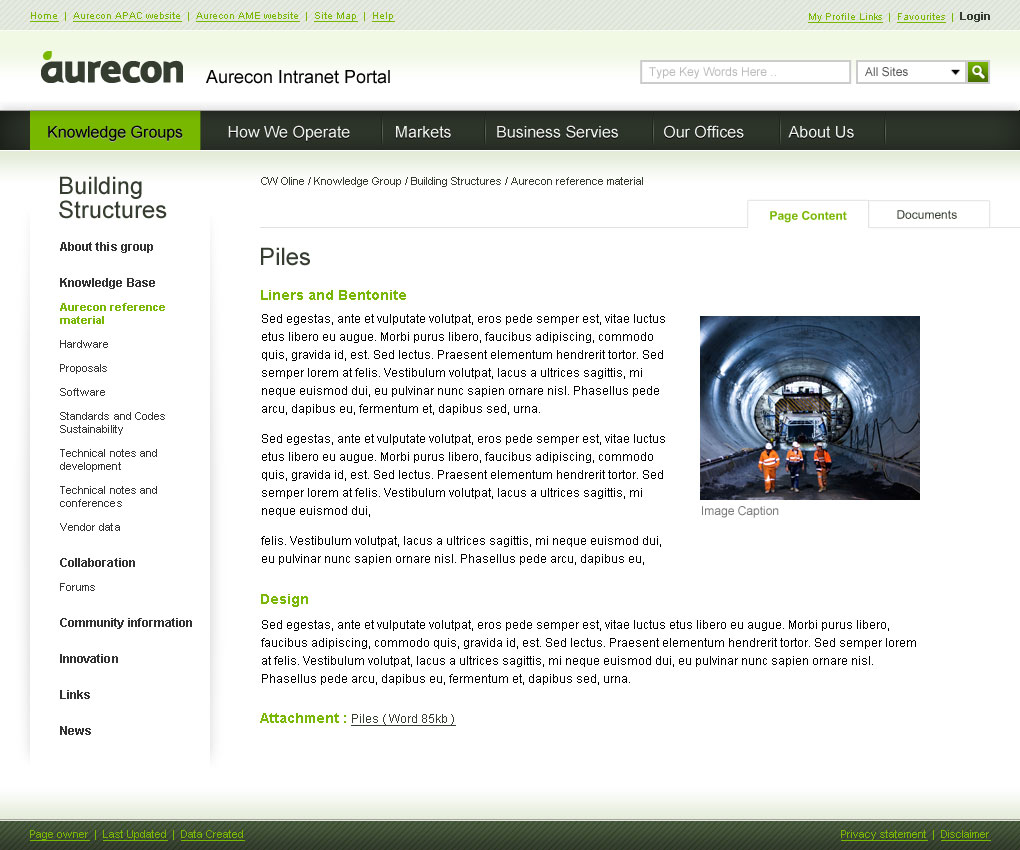 Home | Aurecon APAC website | Aurecon AME website | Site Map | Help
My Profile Links | Favourites | Login
aurecon
Aurecon Intranet Portal
Type Key Words Here ..
All Sites
Knowledge Groups
How We Operate
Markets
Business Servies
Our Offices
About Us
Building
Structures
About this group
Knowledge Base
Aurecon reference
material
Hardware
Proposals
Software
Standards and Codes
Sustainability
Technical notes and
development
Technical notes and
conferences
Vendor data
Collaboration
Forums
Community information
Innovation
Links
News
CW Oline / Knowledge Group / Building Structures / Aurecon reference material
Page Content
Documents
Piles
Liners and Bentonite
Sed egestas, ante et vulputate volutpat, eros pede semper est, vitae luctus
etus libero eu augue. Morbi purus libero, faucibus adipiscing, commodo
quis, gravida id, est. Sed lectus. Praesent elementum hendrerit tortor. Sed
semper lorem at felis. Vestibulum volutpat, lacus a ultrices sagittis, mi
neque euismod dui, eu pulvinar nunc sapien ornare nisl. Phasellus pede
arcu, dapibus eu, fermentum et, dapibus sed, urna.
Sed egestas, ante et vulputate volutpat, eros pede semper est, vitae luctus
etus libero eu augue. Morbi purus libero, faucibus adipiscing, commodo
quis, gravida id, est. Sed lectus. Praesent elementum hendrerit tortor. Sed
semper lorem at felis. Vestibulum volutpat, lacus a ultrices sagittis, mi
neque euismod dui,
felis. Vestibulum volutpat, lacus a ultrices sagittis, mi neque euismod dui,
eu pulvinar nunc sapien ornare nisl. Phasellus pede arcu, dapibus eu,
Image Caption
Design
Sed egestas, ante et vulputate volutpat, eros pede semper est, vitae luctus etus libero eu augue. Morbi purus libero,
faucibus adipiscing, commodo quis, gravida id, est. Sed lectus. Praesent elementum hendrerit tortor. Sed semper lorem
at felis. Vestibulum volutpat, lacus a ultrices sagittis, mi neque euismod dui, eu pulvinar nunc sapien ornare nisl.
Phasellus pede arcu, dapibus eu, fermentum et, dapibus sed, urna.
Attachment : Piles ( Word 85kb )
Page owner | Last Updated | Data Created
Privacy statement | Disclaimer